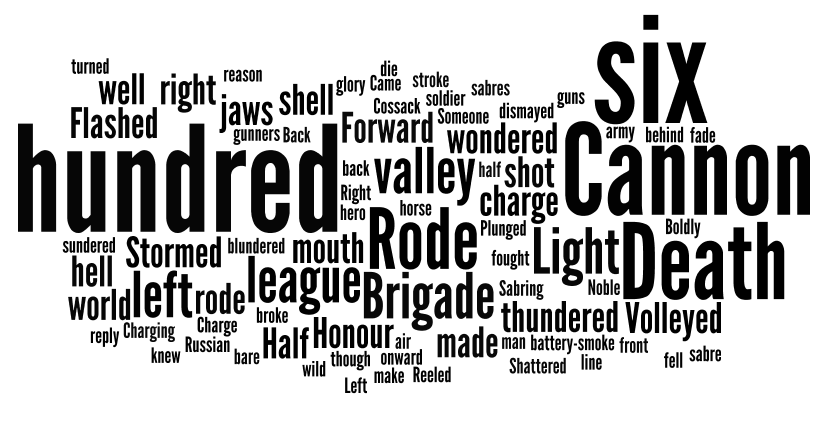 six
turned
reason
die
well
right
glory
Came
stroke
sabres
jaws
shell
Cossack
soldier
guns
Flashed
gunners
Back
Forward
Someone
dismayed
hundred
wondered
Cannon
army
behind
fade
back
valley
half
shot
Right
charge
hero
horse
Rode
Plunged
Light
Boldly
Death
sundered
Stormed
blundered
mouth
fought
hell
league
Brigade
Sabring
Noble
world
left
rode
broke
thundered
Volleyed
reply
Charging
Charge
Half
Honour
air
made
man
battery-smoke
front
knew
Russian
bare
though
onward
fell
sabre
wild
Shattered
line
Left
make
Reeled